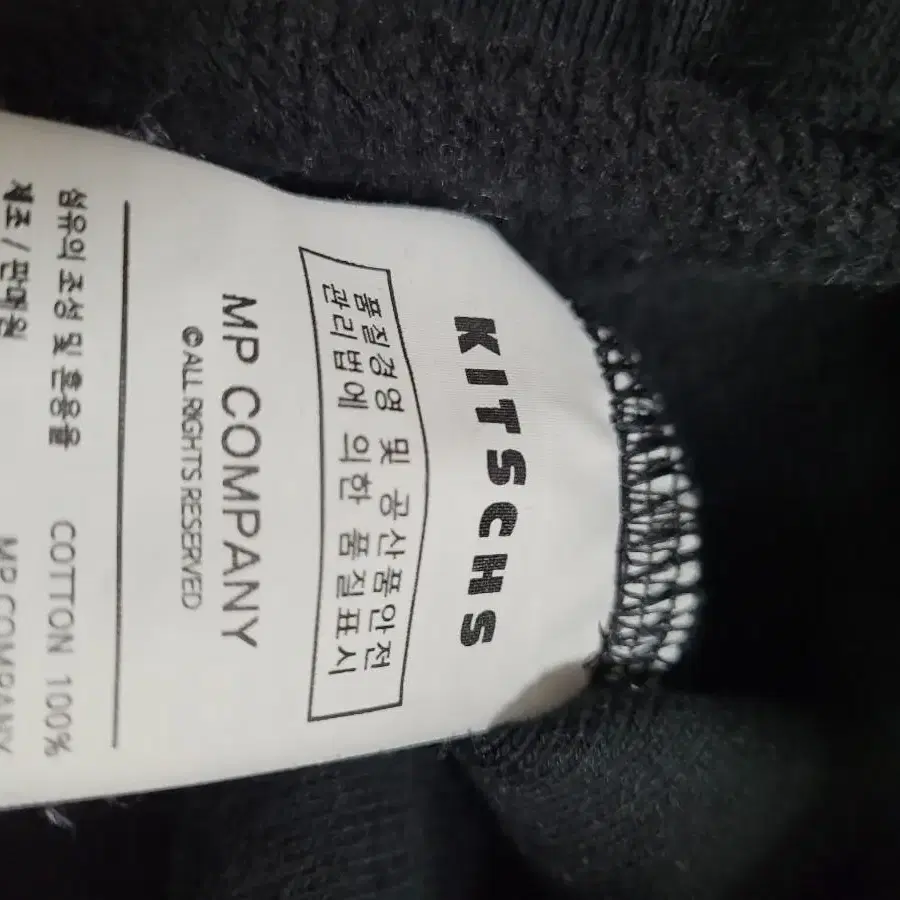 KITSCHS
품질경영 및 공산품안전
관리법에 의한 품질표시
MP COMPANY
©ALL RIGHTS RESERVED
섬유의 조성 및 혼용율 COTTON 100%
제조 / 판매원 MP COMPANY